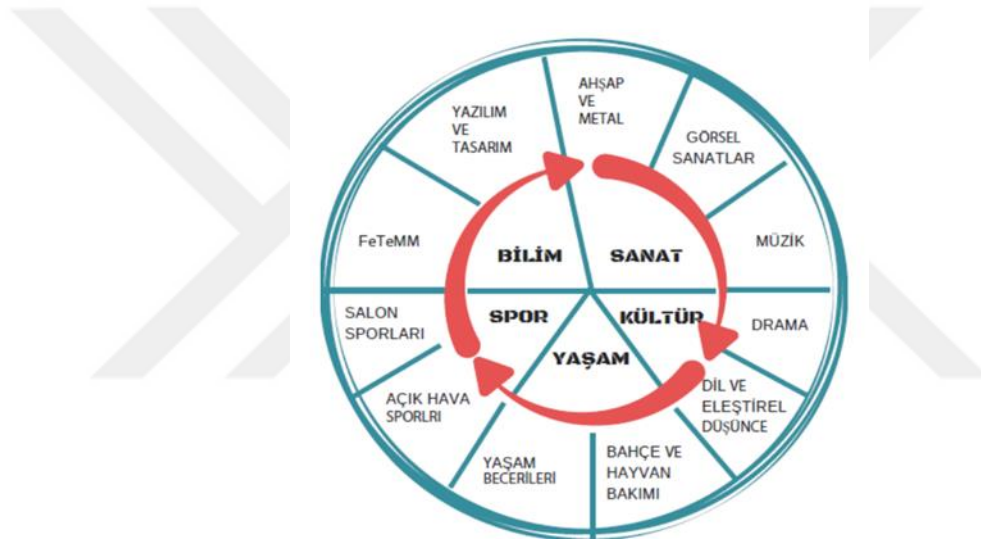 AHŞAP
VE
METAL
GÖRSEL
SANATLAR
MÜZİK
DRAMA
DİL VE
ELEŞTİREL
DÜŞÜNCE
BAHÇE VE
HAYVAN
BAKIMI
YAŞAM
BECERİLERİ
AÇIK HAVA
SPORLRI
SALON
SPORLARI
FeTeMM
YAZILIM
VE
TASARIM
BİLİM
SANAT
SPOR
KÜLTÜR
YAŞAM